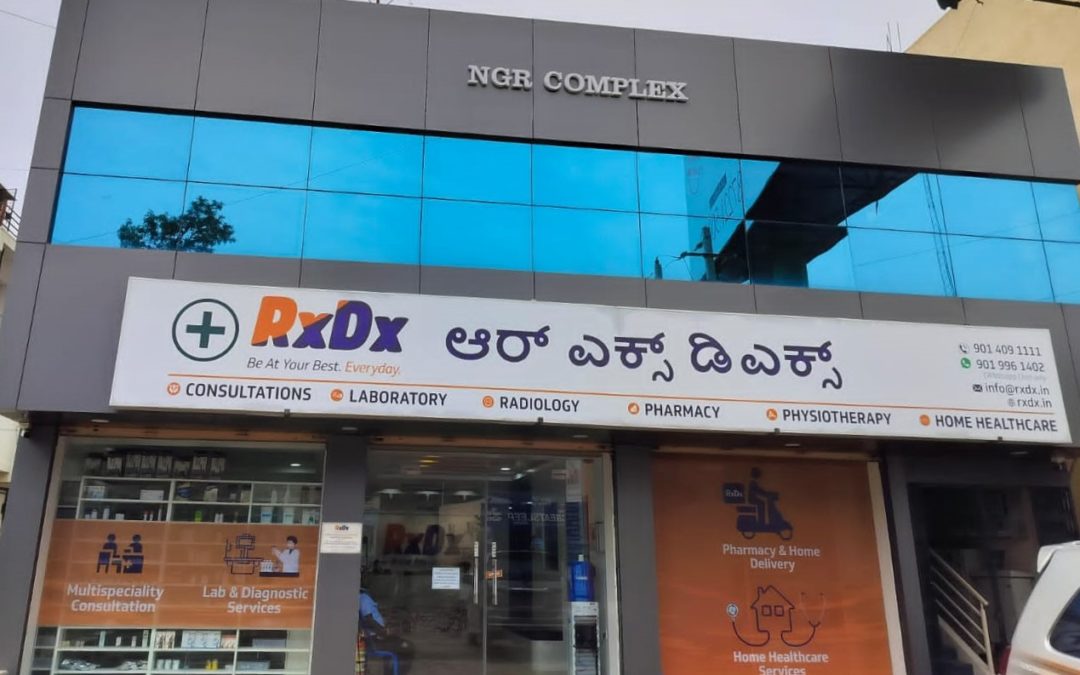 NGR COMPLEX
RxDx ಆರ್ ಎಕ್ಸ್ ಡಿಎಕ್ಸ್
Be At Your Best. Everyday.
901 409 1111
901 996 1402
info@rxdx.in
rxdx.in
CONSULTATIONS LABORATORY RADIOLOGY PHARMACY PHYSIOTHERAPY HOME HEALTHCARE
RxDx
Multispeciality
Consultation
Lab & Diagnostic
Services
RxDx
RxDx
Pharmacy & Home
Delivery
Home Healthcare
Services